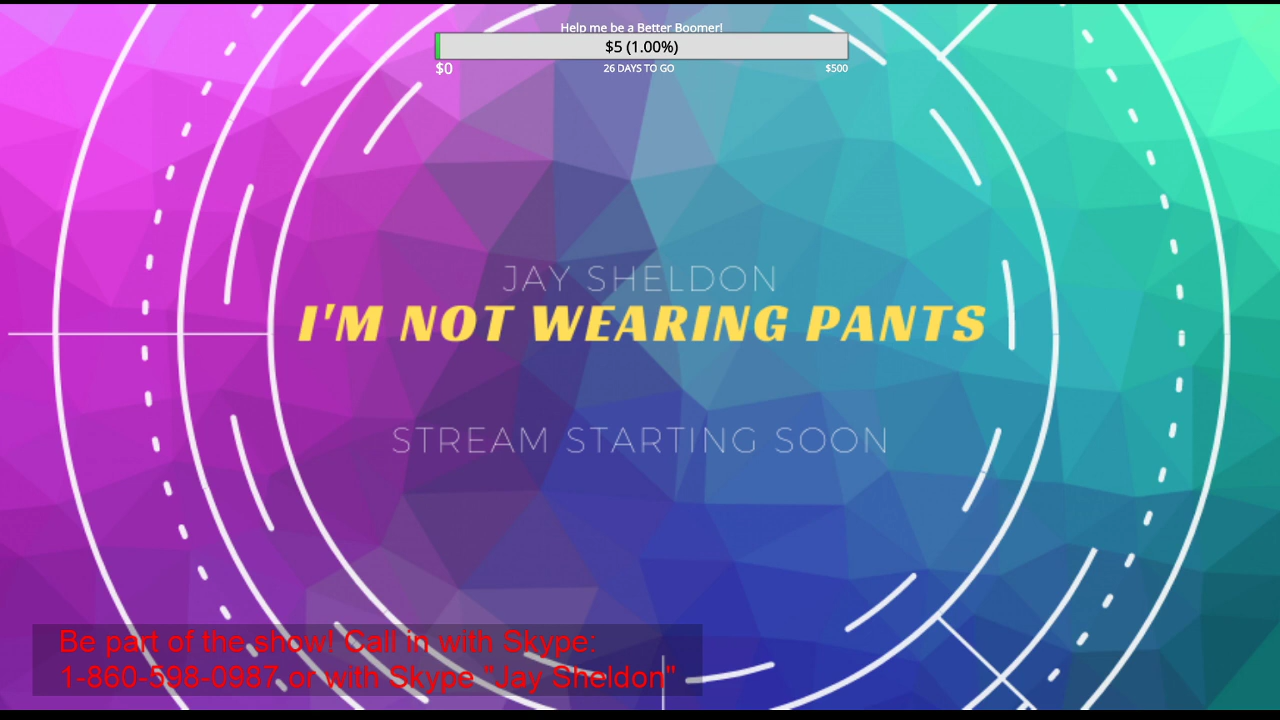 Help me be a Better Boomer!
$5 (1.00%)
$0 26 DAYS TO GO $500
JAY SHELDON
I'M NOT WEARING PANTS
STREAM STARTING SOON
Be part of the show! Call in with Skype:
1-860-598-0987 or with Skype "Jay Sheldon"